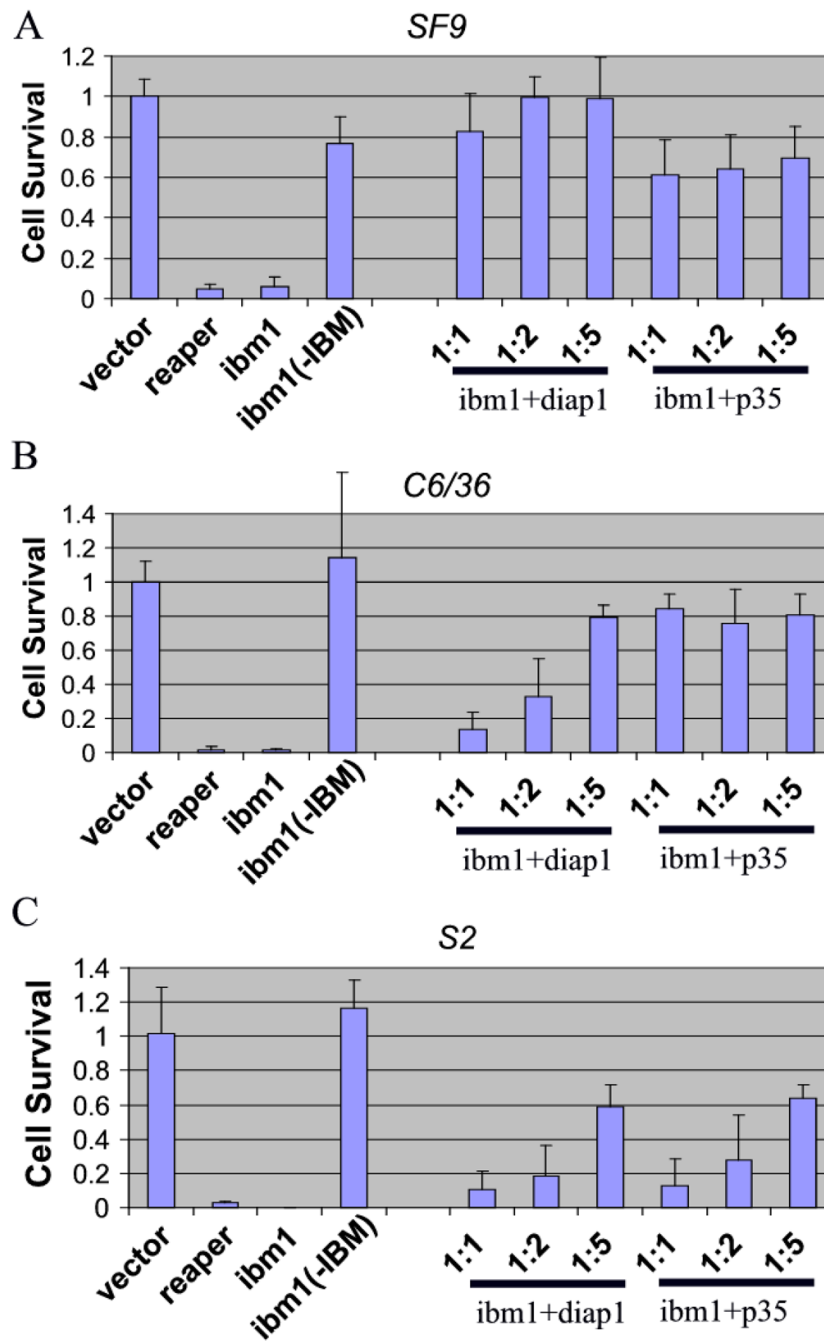 A
SF9
Cell Survival
1.2
1
0.8
0.6
0.4
0.2
0
vector
reaper
ibm1
ibm1(-IBM)
1:1
1:2
1:5
1:1
1:2
1:5
ibm1+diap1
ibm1+p35
B
C6/36
Cell Survival
1.4
1.2
1
0.8
0.6
0.4
0.2
0
vector
reaper
ibm1
ibm1(-IBM)
1:1
1:2
1:5
1:1
1:2
1:5
ibm1+diap1
ibm1+p35
C
S2
Cell Survival
1.4
1.2
1
0.8
0.6
0.4
0.2
0
vector
reaper
ibm1
ibm1(-IBM)
1:1
1:2
1:5
1:1
1:2
1:5
ibm1+diap1
ibm1+p35